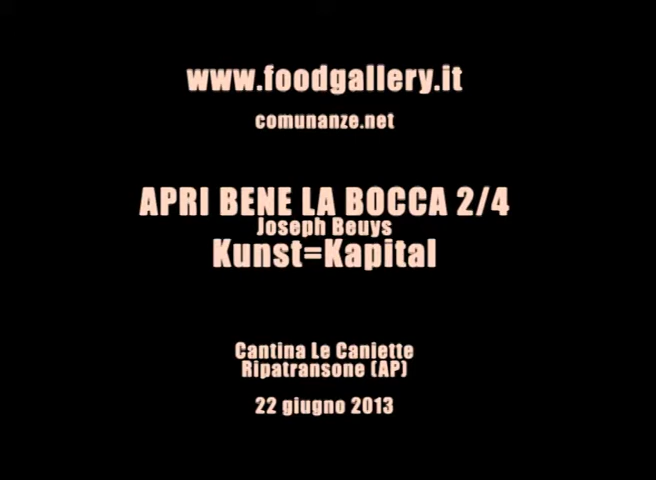 www.foodgallery.it
comunanze.net
APRI BENE LA BOCCA 2/4
Joseph Beuys
Kunst=Kapital
Cantina Le Caniette
Ripatransone (AP)
22 giugno 2013